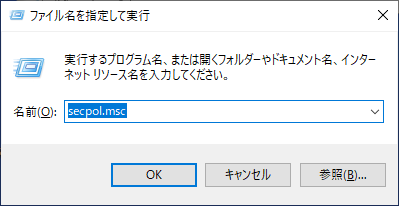 ファイル名を指定して実行
実行するプログラム名、または開くフォルダーやドキュメント名、インター
ネット リソース名を入力してください。
名前(O): secpol.msc
OK キャンセル 参照(B)...